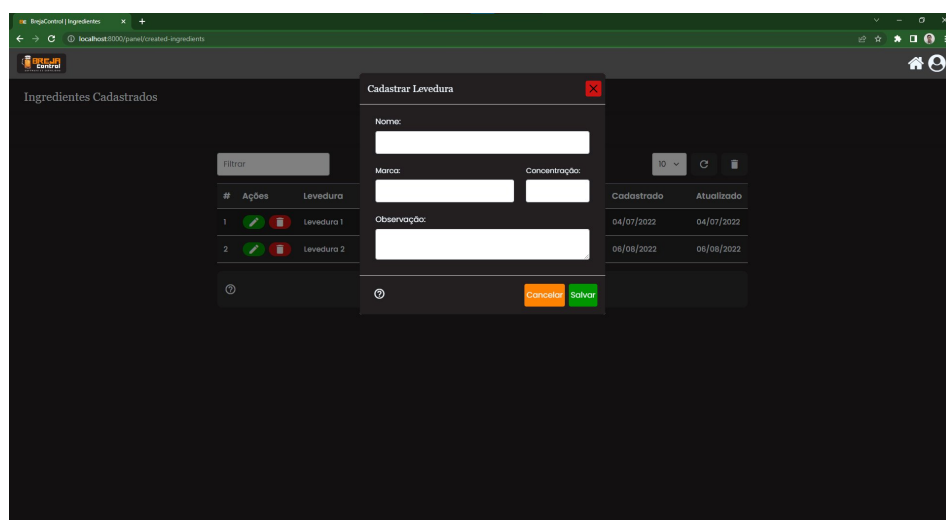 BrejaControl | Ingredientes
localhost:8000/panel/created-ingredients
BREJA
Control
Ingredientes Cadastrados
Cadastrar Levedura
Nome:
Filtrar
10
Marca:
Concentração:
# Ações Levedura Cadastrado Atualizado
Observação:
1 Levedura 1 04/07/2022 04/07/2022
2 Levedura 2 06/08/2022 06/08/2022
Cancelar Salvar